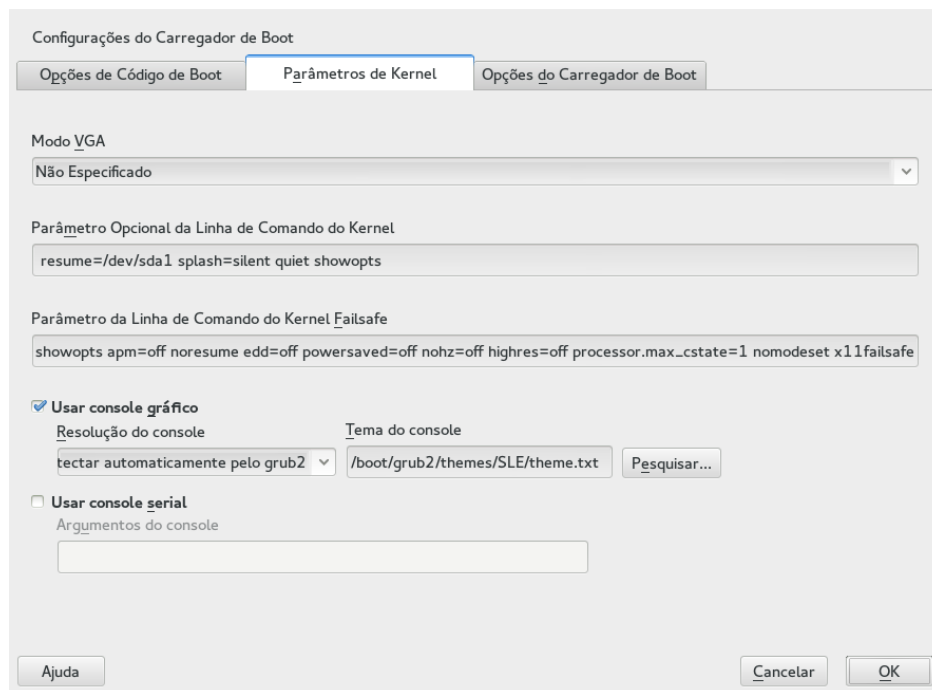 Configurações do Carregador de Boot
Opções de Código de Boot
Parâmetros de Kernel
Opções do Carregador de Boot
Modo VGA
Não Especificado
Parâmetro Opcional da Linha de Comando do Kernel
resume=/dev/sda1 splash=silent quiet showopts
Parâmetro da Linha de Comando do Kernel Failsafe
showopts apm=off noresume edd=off powersaved=off nohz=off highres=off processor.max_cstate=1 nomodeset x11failsafe
Usar console gráfico
Resolução do console
Tema do console
tectar automaticamente pelo grub2
/boot/grub2/themes/SLE/theme.txt
Pesquisar...
Usar console serial
Argumentos do console
Ajuda
Cancelar
OK